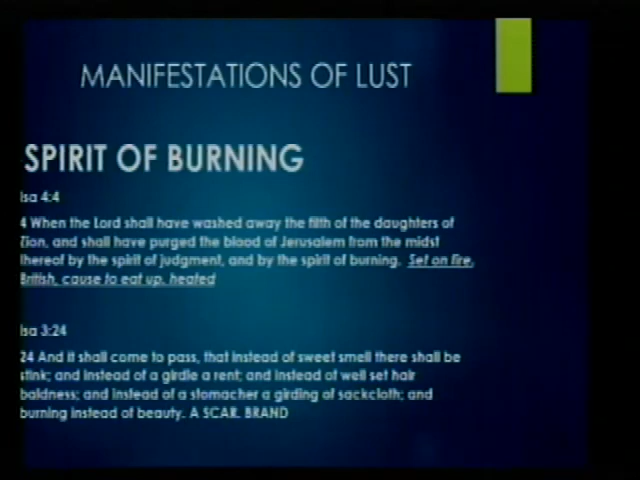 MANIFESTATIONS OF LUST
SPIRIT OF BURNING
Isa 4:4
4 When the Lord shall have washed away the filth of the daughters of
Zion, and shall have purged the blood of Jerusalem from the midst
thereof by the spirit of judgment, and by the spirit of burning. Set on fire,
British, cause to eat up, heated
Isa 3:24
24 And it shall come to pass, that instead of sweet smell there shall be
stink; and instead of a girdle a rent; and instead of well set hair
baldness; and instead of a stomacher a girding of sackcloth; and
burning instead of beauty. A SCAR. BRAND